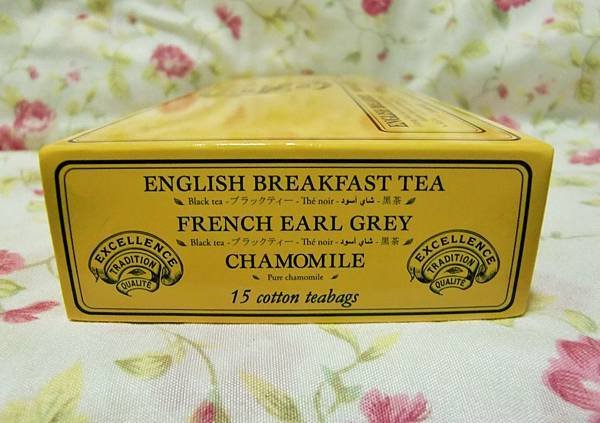 ENGLISH BREAKFAST TEA
Black tea - ブラックティー - Thé noir - شاي أسود - 黒茶
FRENCH EARL GREY
Black tea - ブラックティー - Thé noir - شاي أسود - 黒茶
CHAMOMILE
Pure chamomile
15 cotton teabags
EXCELLENCE
TRADITION
QUALITÉ
EXCELLENCE
TRADITION
QUALITÉ